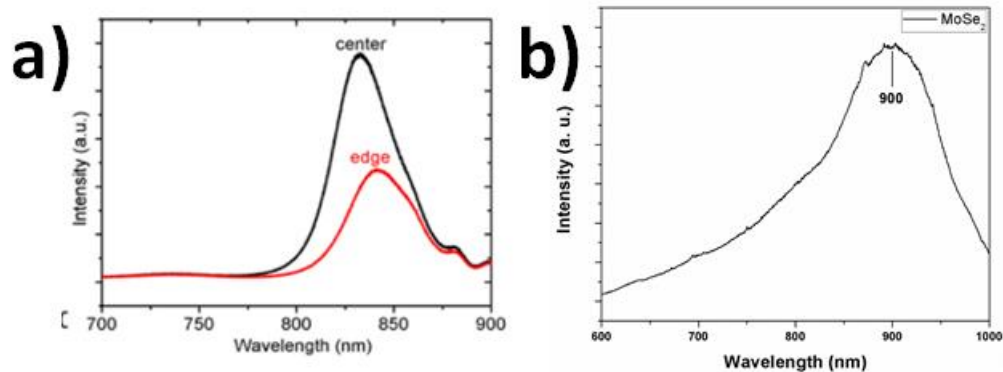 a)
center
edge
Intensity (a.u.)
700 750 800 850 900
Wavelength (nm)
b)
MoSe₂
900
Intensity (a. u.)
600 700 800 900 1000
Wavelength (nm)